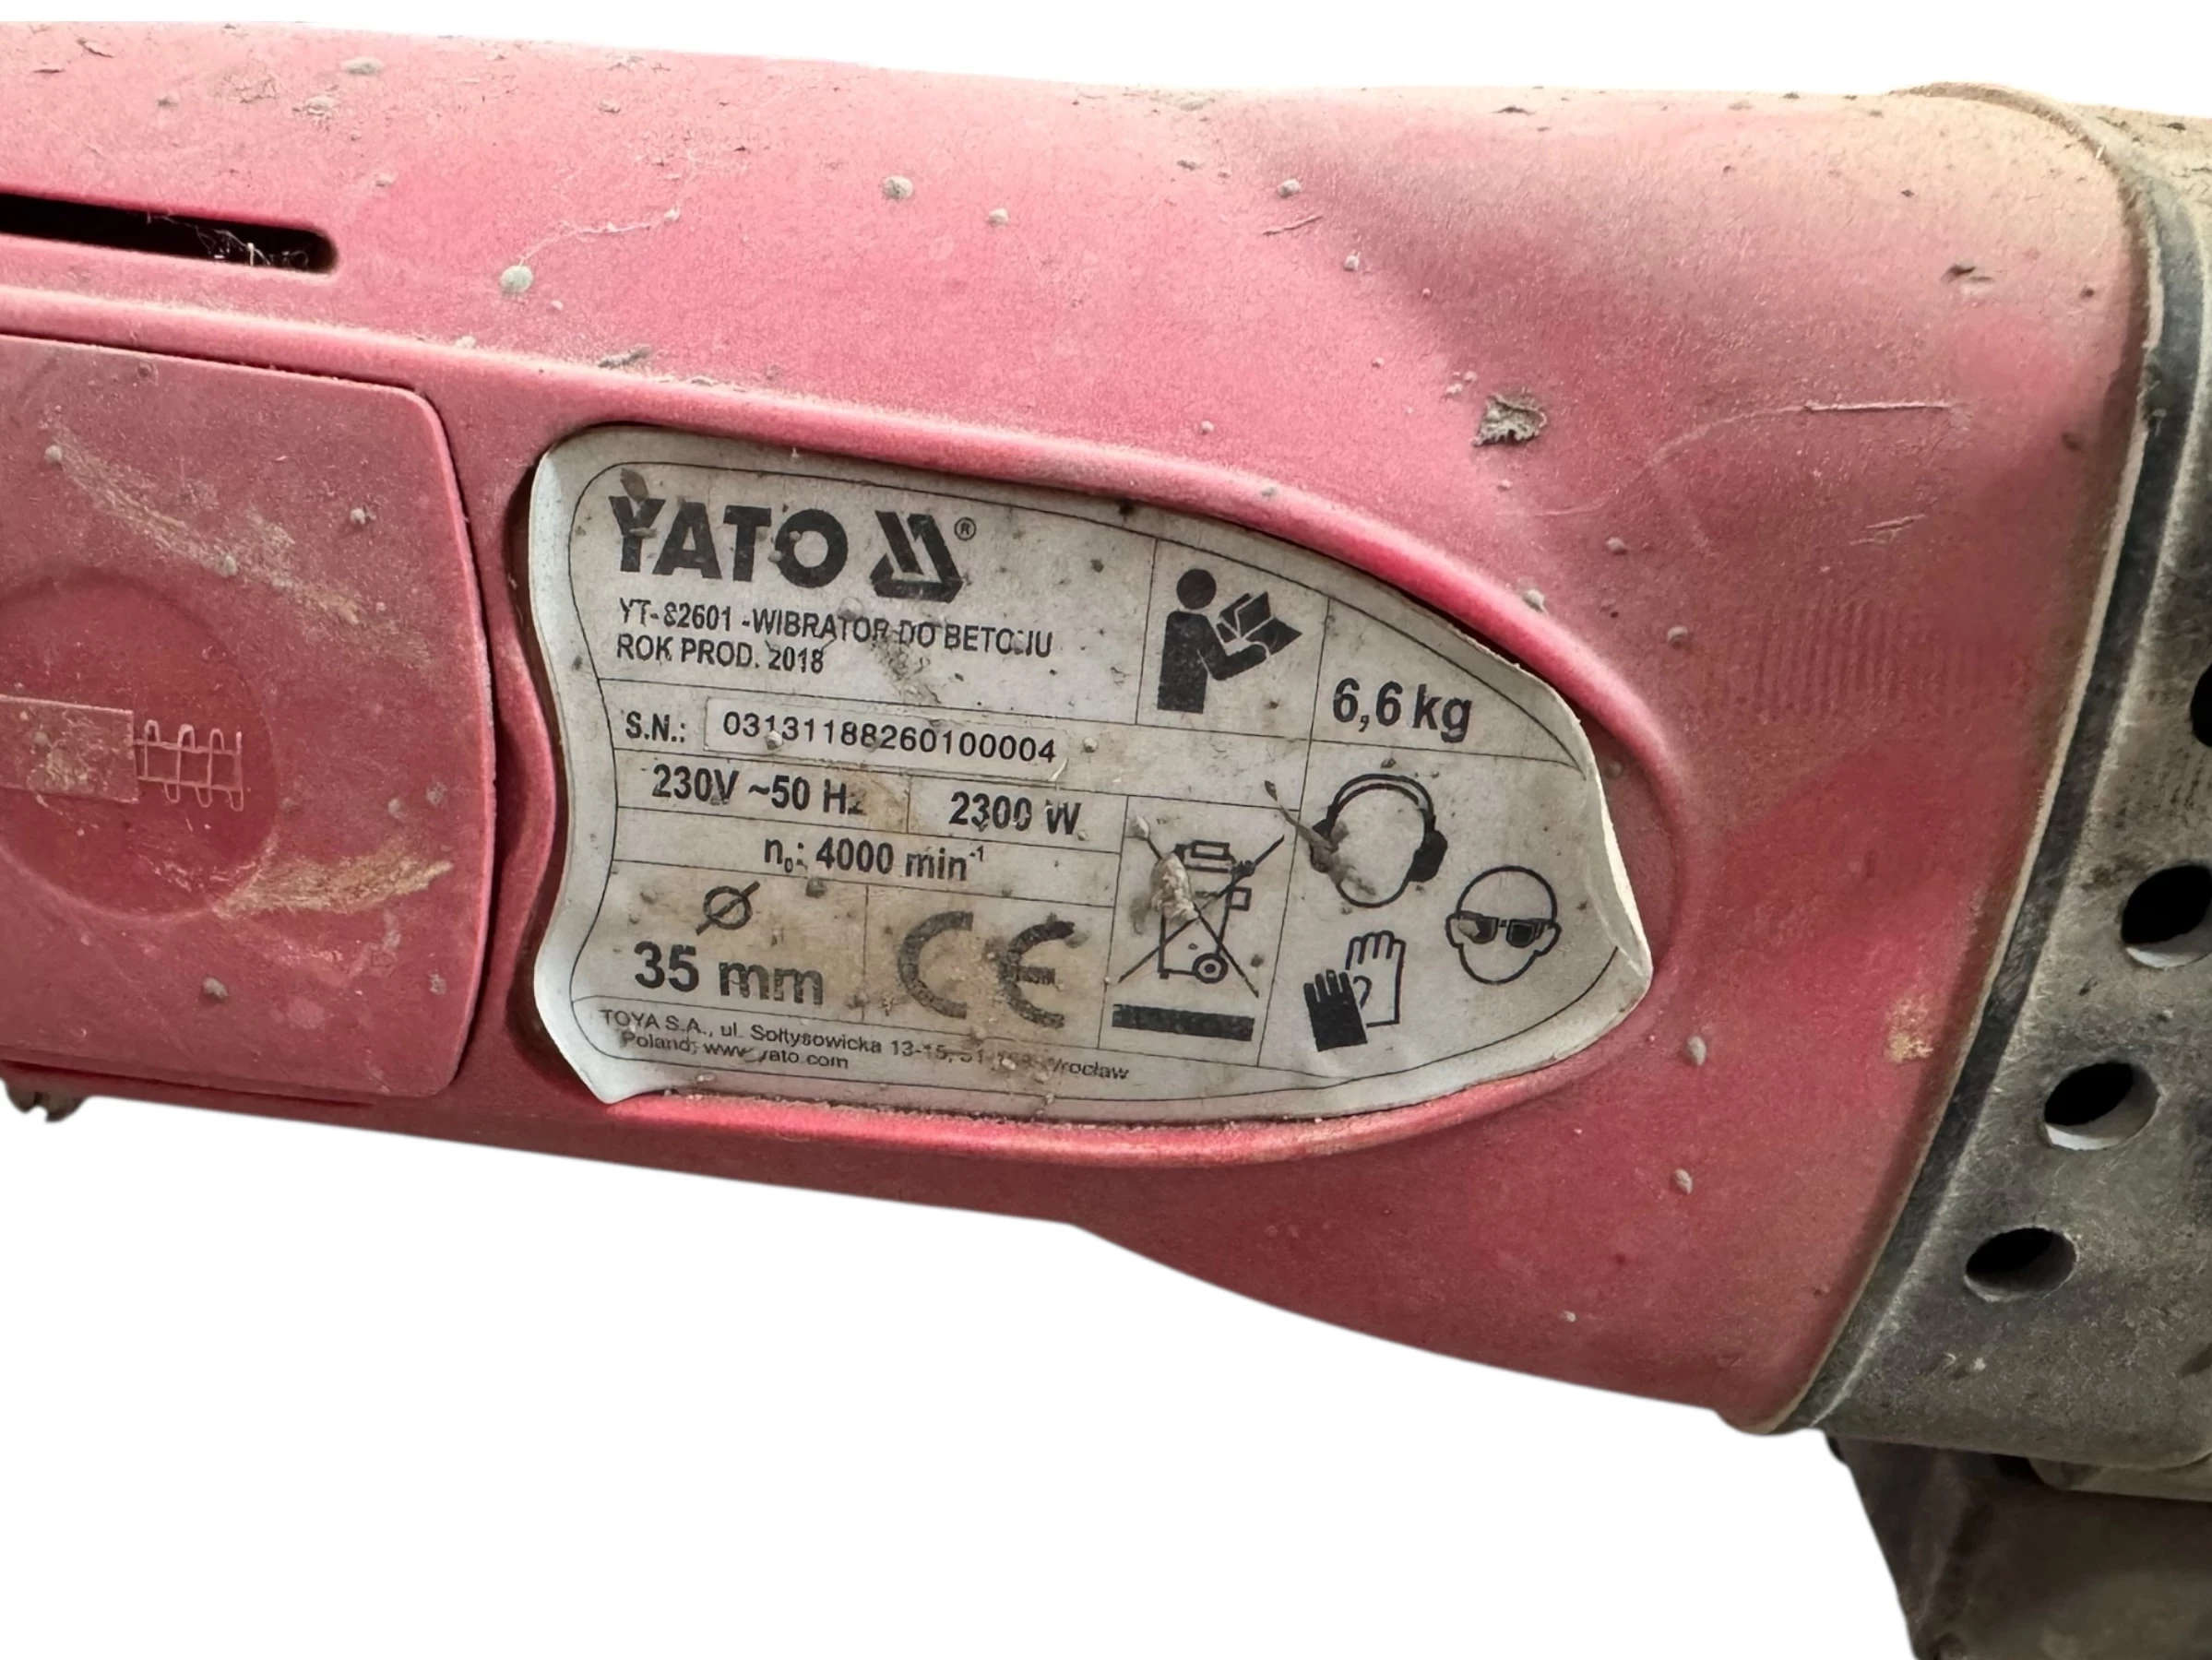 YATO ®
YT-82601 -WIBRATOR DO BETONU
ROK PROD. 2018
6,6 kg
S.N.: 03131188260100004
230V ~50 Hz
2300 W
n₀: 4000 min⁻¹
Ø
35 mm
CE
TOYA S.A., ul. Sołtysowicka 13-15, Wrocław
Poland; www.yato.com